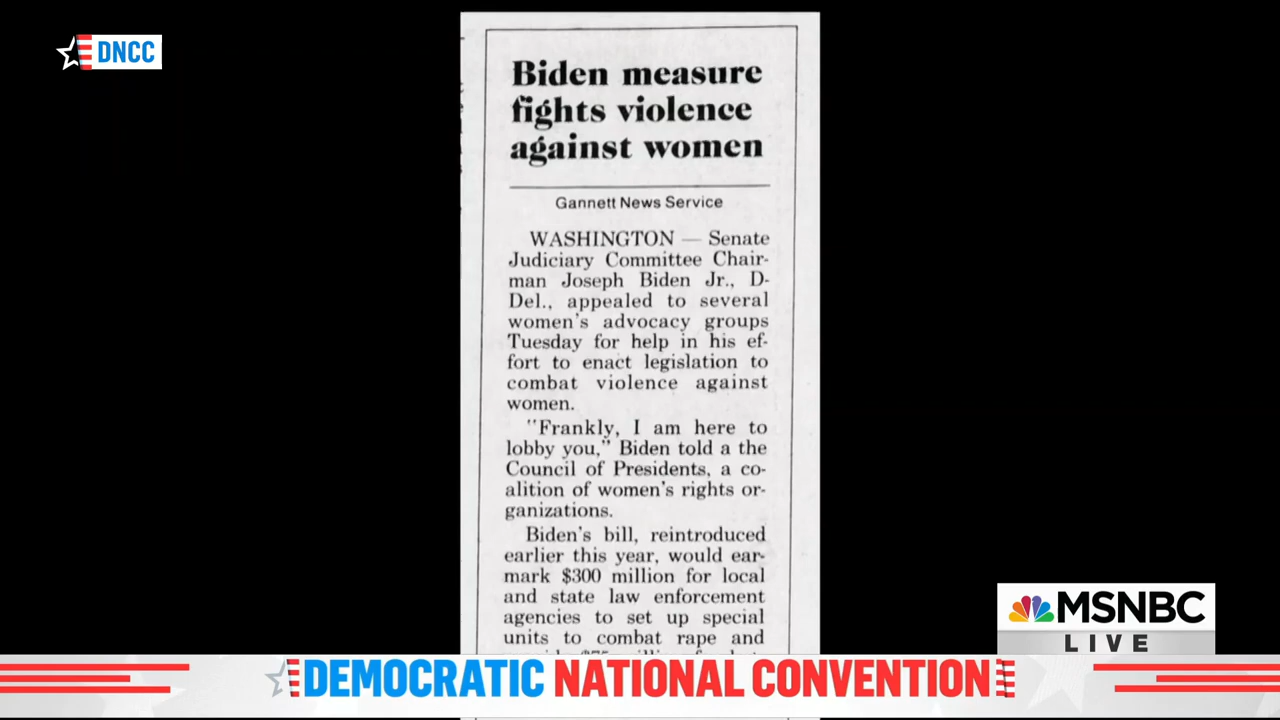 DNCC
Biden measure
fights violence
against women
Gannett News Service
WASHINGTON — Senate
Judiciary Committee Chair-
man Joseph Biden Jr., D-
Del., appealed to several
women's advocacy groups
Tuesday for help in his ef-
fort to enact legislation to
combat violence against
women.
"Frankly, I am here to
lobby you," Biden told a the
Council of Presidents, a co-
alition of women's rights or-
ganizations.
Biden's bill, reintroduced
earlier this year, would ear-
mark $300 million for local
and state law enforcement
agencies to set up special
units to combat rape and
MSNBC
LIVE
DEMOCRATIC NATIONAL CONVENTION